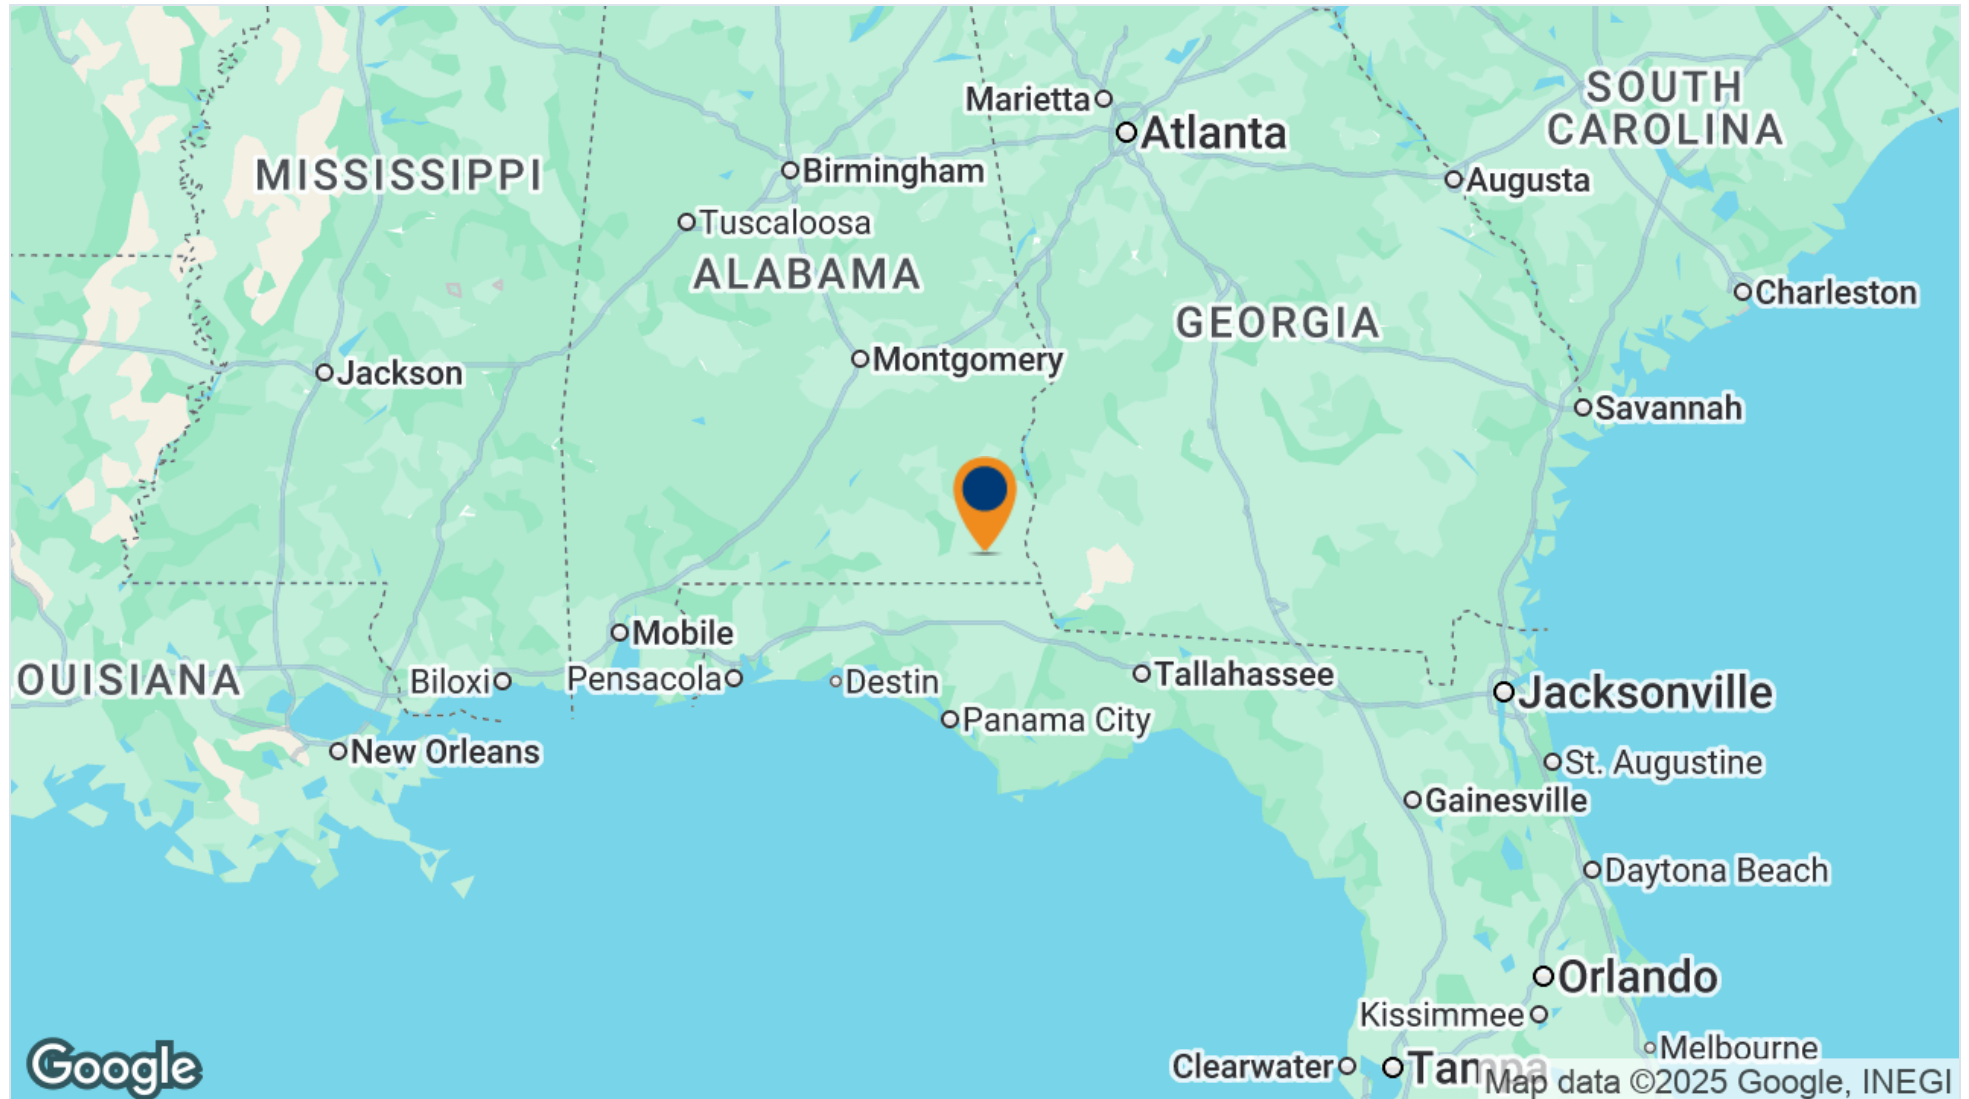 Marietta
Atlanta
SOUTH
CAROLINA
MISSISSIPPI
Birmingham
Augusta
Tuscaloosa
ALABAMA
Charleston
GEORGIA
Montgomery
Jackson
Savannah
Mobile
OUISIANA
Biloxi
Pensacola
Destin
Tallahassee
Jacksonville
Panama City
New Orleans
St. Augustine
Gainesville
Daytona Beach
Orlando
Kissimmee
Melbourne
Clearwater
Tampa
Google
Map data ©2025 Google, INEGI